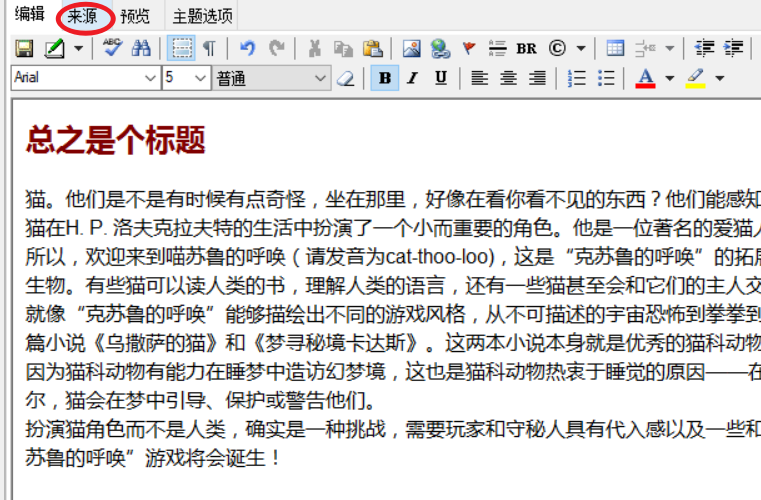 编辑 来源 预览 主题选项
ABC BR ©
Arial 5 普通 B I U A
总之是个标题
猫。他们是不是有时候有点奇怪，坐在那里，好像在看你看不见的东西？他们能感知
猫在H. P. 洛夫克拉夫特的生活中扮演了一个小而重要的角色。他是一位著名的爱猫人
所以，欢迎来到喵苏鲁的呼唤（请发音为cat-thoo-loo)，这是“克苏鲁的呼唤”的拓展
生物。有些猫可以读人类的书，理解人类的语言，还有一些猫甚至会和它们的主人交
就像“克苏鲁的呼唤”能够描绘出不同的游戏风格，从不可描述的宇宙恐怖到拳拳到
篇小说《乌撒萨的猫》和《梦寻秘境卡达斯》。这两本小说本身就是优秀的猫科动物
因为猫科动物有能力在睡梦中造访幻梦境，这也是猫科动物热衷于睡觉的原因——在
尔，猫会在梦中引导、保护或警告他们。
扮演猫角色而不是人类，确实是一种挑战，需要玩家和守秘人具有代入感以及一些和
苏鲁的呼唤”游戏将会诞生！